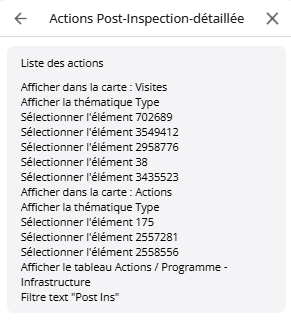 Actions Post-Inspection-détaillée
Liste des actions
Afficher dans la carte : Visites
Afficher la thématique Type
Sélectionner l'élément 702689
Sélectionner l'élément 3549412
Sélectionner l'élément 2958776
Sélectionner l'élément 38
Sélectionner l'élément 3435523
Afficher dans la carte : Actions
Afficher la thématique Type
Sélectionner l'élément 175
Sélectionner l'élément 2557281
Sélectionner l'élément 2558556
Afficher le tableau Actions / Programme -
Infrastructure
Filtre text "Post Ins"